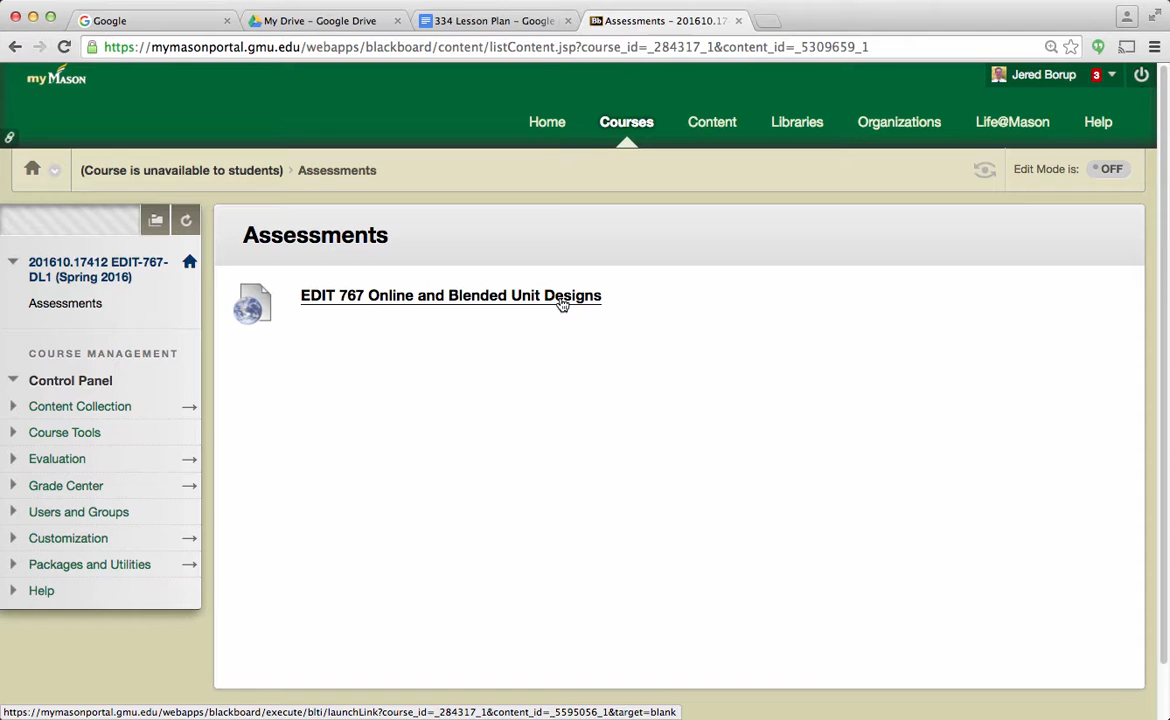 Google
My Drive – Google Drive
334 Lesson Plan – Google
Bb Assessments – 201610.17
https://mymasonportal.gmu.edu/webapps/blackboard/content/listContent.jsp?course_id=_284317_1&content_id=_5309659_1
myMason
Jered Borup 3
Home Courses Content Libraries Organizations Life@Mason Help
(Course is unavailable to students) > Assessments
Edit Mode is: OFF
Assessments
201610.17412 EDIT-767-
DL1 (Spring 2016)
Assessments
EDIT 767 Online and Blended Unit Designs
COURSE MANAGEMENT
Control Panel
Content Collection
Course Tools
Evaluation
Grade Center
Users and Groups
Customization
Packages and Utilities
Help
https://mymasonportal.gmu.edu/webapps/blackboard/execute/blti/launchLink?course_id=_284317_1&content_id=_5595056_1&target=blank